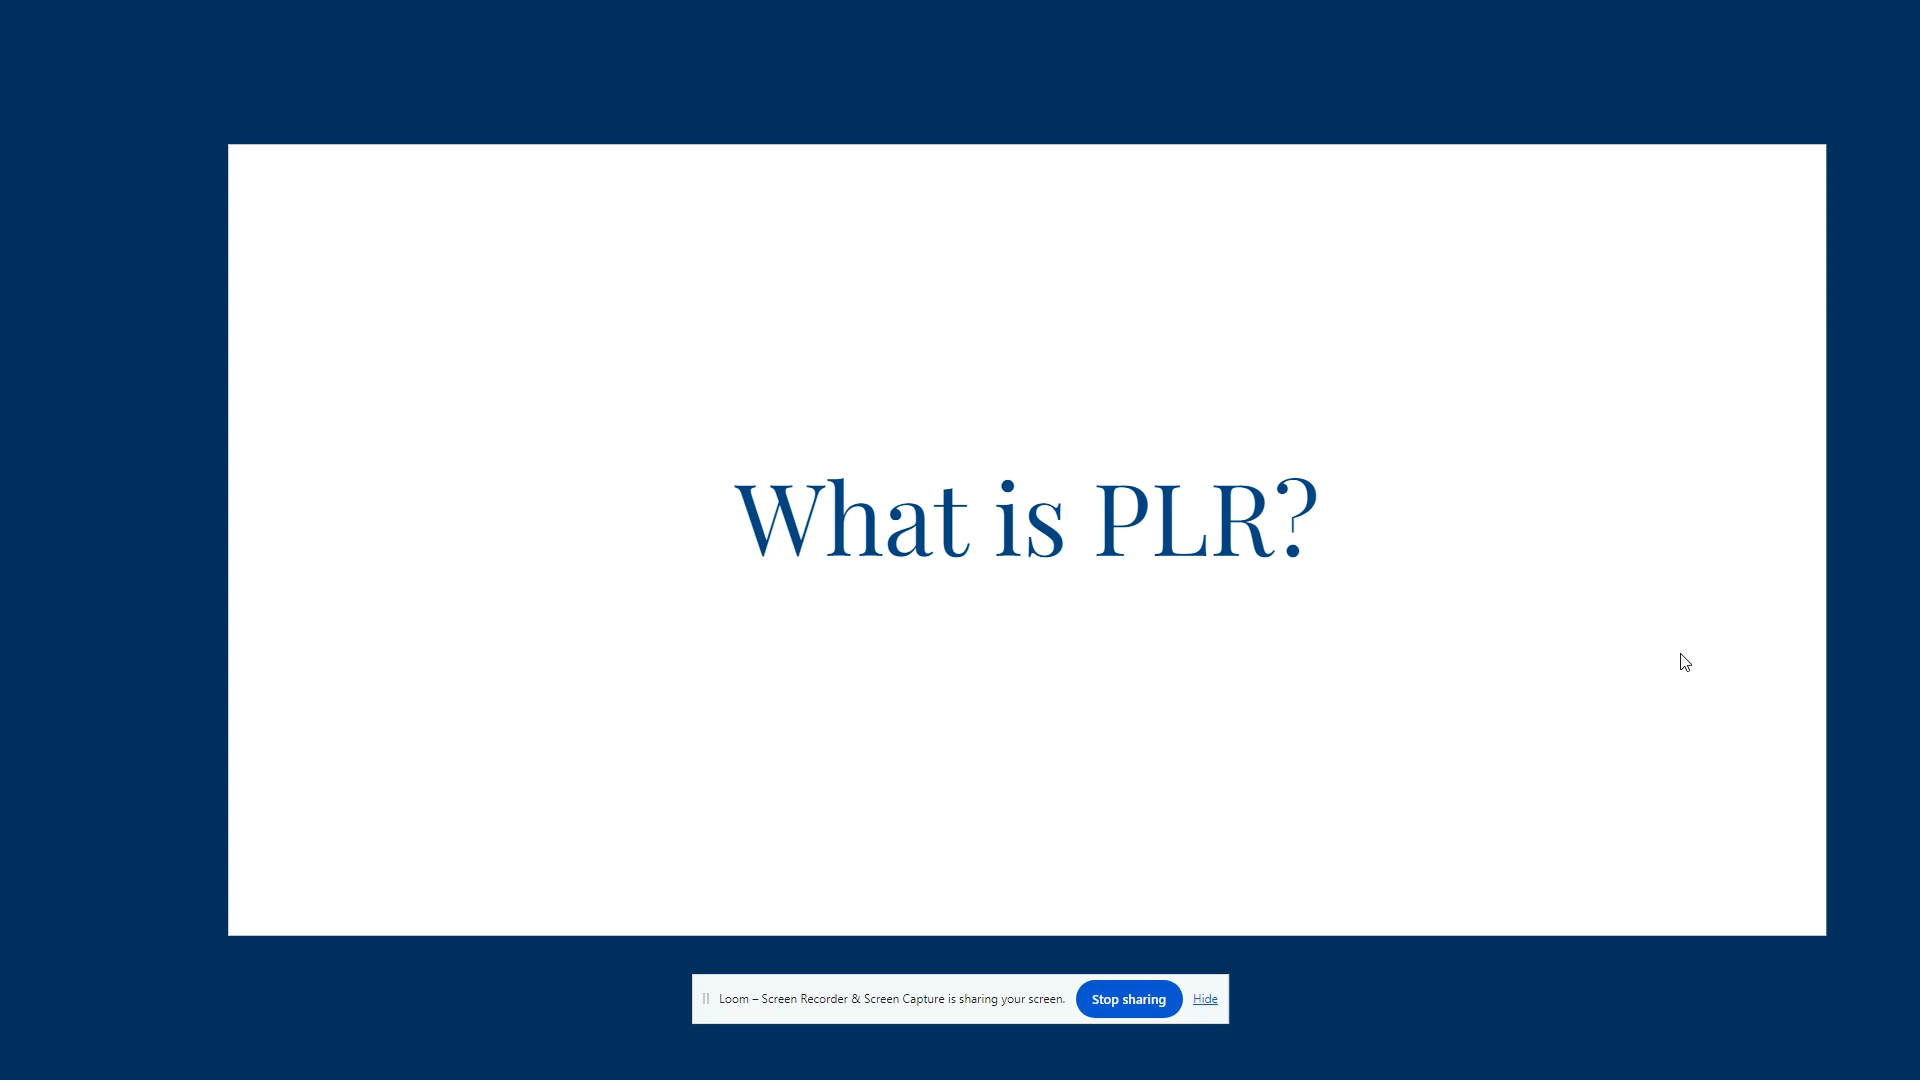 What is PLR?
Loom – Screen Recorder & Screen Capture is sharing your screen. Stop sharing Hide